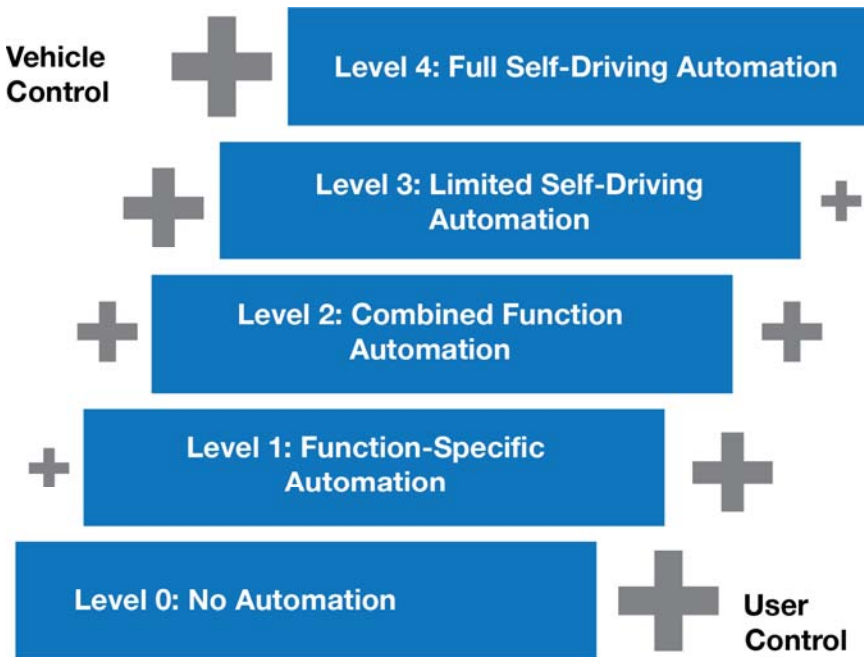 Vehicle
Control
Level 4: Full Self-Driving Automation
Level 3: Limited Self-Driving
Automation
Level 2: Combined Function
Automation
Level 1: Function-Specific
Automation
Level 0: No Automation
User
Control